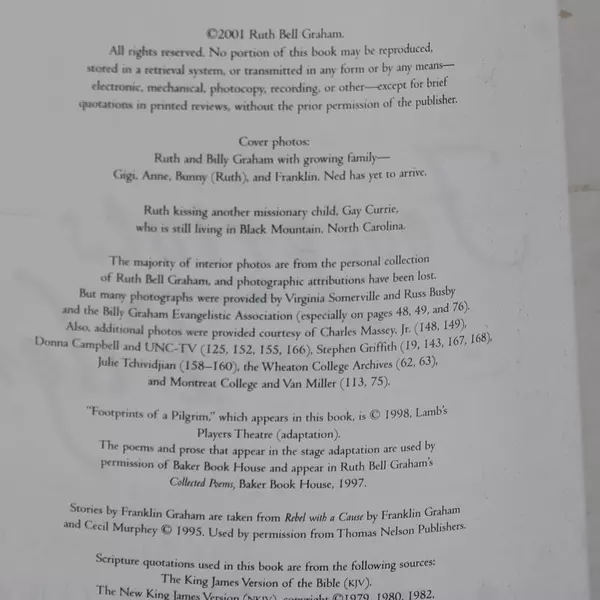 ©2001 Ruth Bell Graham.
All rights reserved. No portion of this book may be reproduced,
stored in a retrieval system, or transmitted in any form or by any means—
electronic, mechanical, photocopy, recording, or other—except for brief
quotations in printed reviews, without the prior permission of the publisher.
Cover photos:
Ruth and Billy Graham with growing family—
Gigi, Anne, Bunny (Ruth), and Franklin. Ned has yet to arrive.
Ruth kissing another missionary child, Gay Currie,
who is still living in Black Mountain, North Carolina.
The majority of interior photos are from the personal collection
of Ruth Bell Graham, and photographic attributions have been lost.
But many photographs were provided by Virginia Somerville and Russ Busby
and the Billy Graham Evangelistic Association (especially on pages 48, 49, and 76).
Also, additional photos were provided courtesy of Charles Massey, Jr. (148, 149),
Donna Campbell and UNC-TV (125, 152, 155, 166), Stephen Griffith (19, 143, 167, 168),
Julie Tchividjian (158–160), the Wheaton College Archives (62, 63),
and Montreat College and Van Miller (113, 75).
"Footprints of a Pilgrim," which appears in this book, is © 1998, Lamb's
Players Theatre (adaptation).
The poems and prose that appear in the stage adaptation are used by
permission of Baker Book House and appear in Ruth Bell Graham's
Collected Poems, Baker Book House, 1997.
Stories by Franklin Graham are taken from Rebel with a Cause by Franklin Graham
and Cecil Murphey © 1995. Used by permission from Thomas Nelson Publishers.
Scripture quotations used in this book are from the following sources:
The King James Version of the Bible (KJV).
The New King James Version (NKJV), copyright ©1979, 1980, 1982,